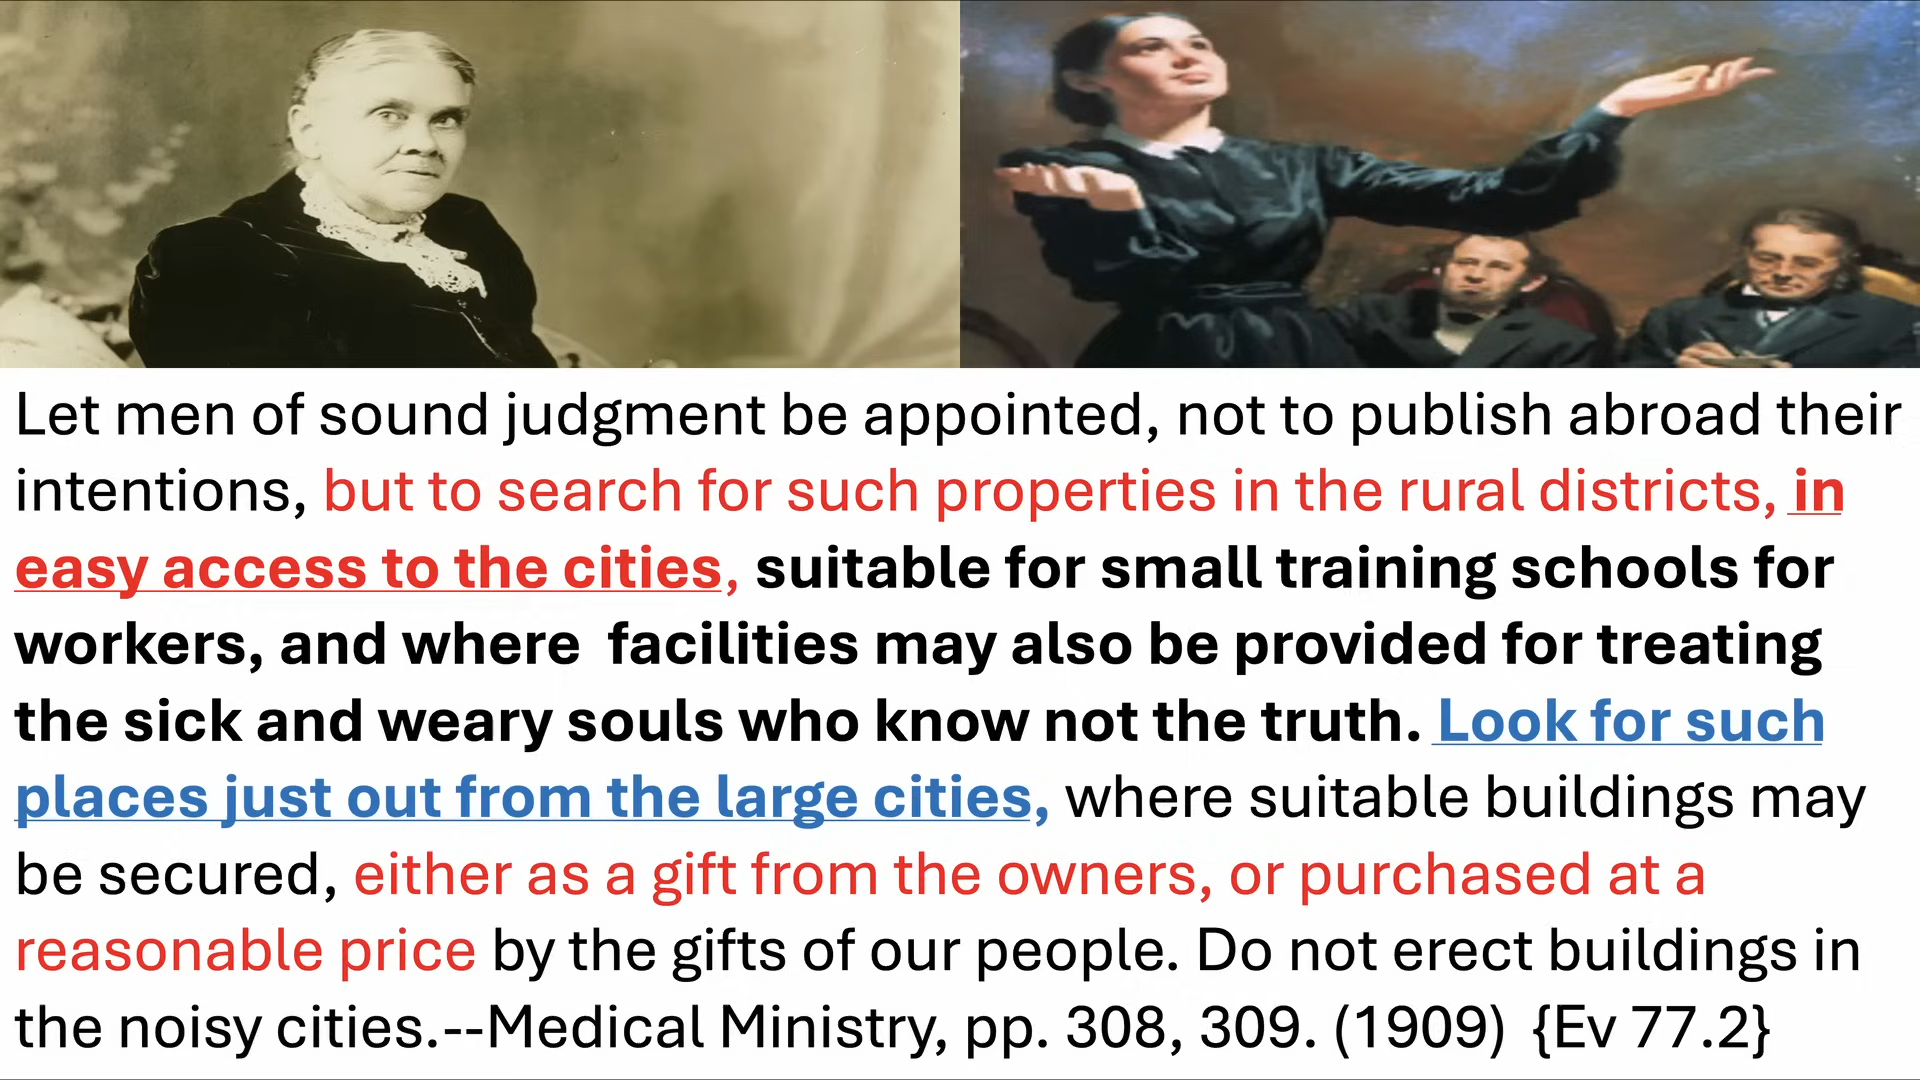 Let men of sound judgment be appointed, not to publish abroad their
intentions, but to search for such properties in the rural districts, in
easy access to the cities, suitable for small training schools for
workers, and where  facilities may also be provided for treating
the sick and weary souls who know not the truth. Look for such
places just out from the large cities, where suitable buildings may
be secured, either as a gift from the owners, or purchased at a
reasonable price by the gifts of our people. Do not erect buildings in
the noisy cities.--Medical Ministry, pp. 308, 309. (1909)  {Ev 77.2}